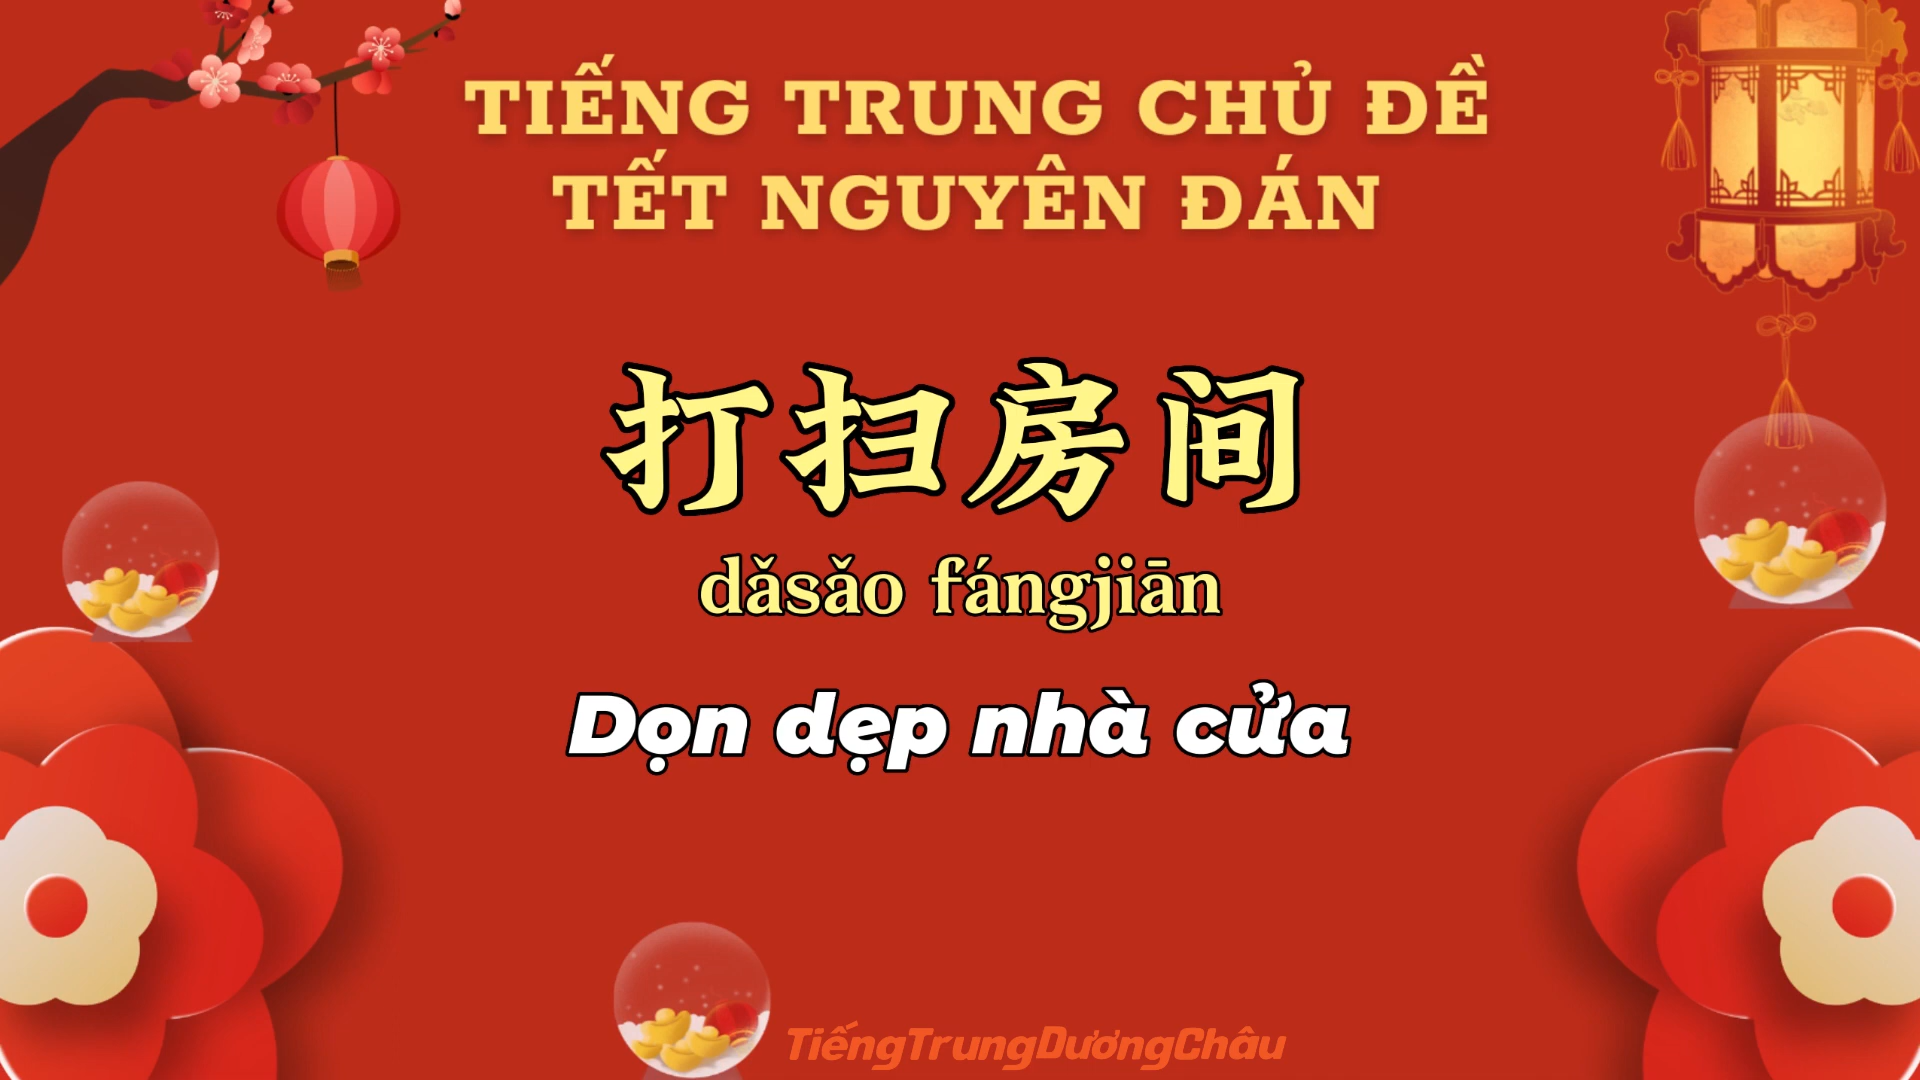 TIẾNG TRUNG CHỦ ĐỀ
TẾT NGUYÊN ĐÁN
打扫房间
dǎsǎo fángjiān
Dọn dẹp nhà cửa
TiếngTrungDươngChâu